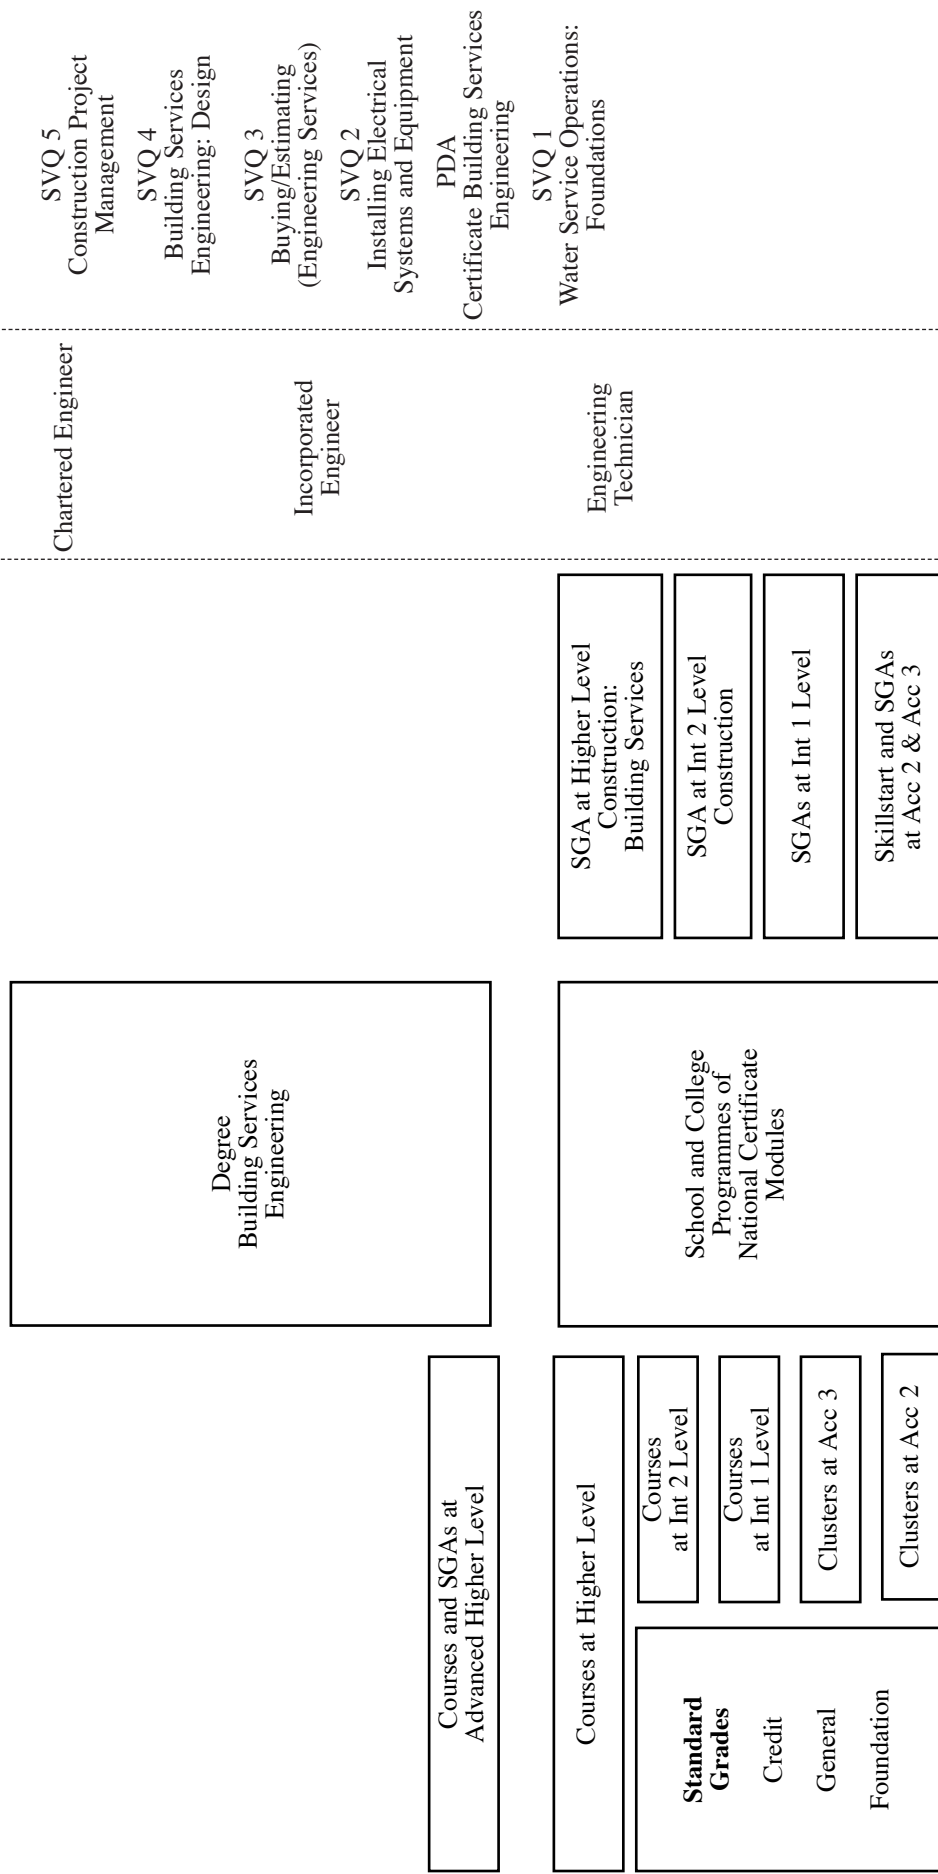 Courses and SGAs at
Advanced Higher Level
Courses at Higher Level
Standard
Grades
Credit
General
Foundation
Courses
at Int 2 Level
Courses
at Int 1 Level
Clusters at Acc 3
Clusters at Acc 2
Degree
Building Services
Engineering
School and College
Programmes of
National Certificate
Modules
SGA at Higher Level
Construction:
Building Services
SGA at Int 2 Level
Construction
SGAs at Int 1 Level
Skillstart and SGAs
at Acc 2 & Acc 3
Chartered Engineer
Incorporated
Engineer
Engineering
Technician
SVQ 5
Construction Project
Management
SVQ 4
Building Services
Engineering: Design
SVQ 3
Buying/Estimating
(Engineering Services)
SVQ 2
Installing Electrical
Systems and Equipment
PDA
Certificate Building Services
Engineering
SVQ 1
Water Service Operations:
Foundations